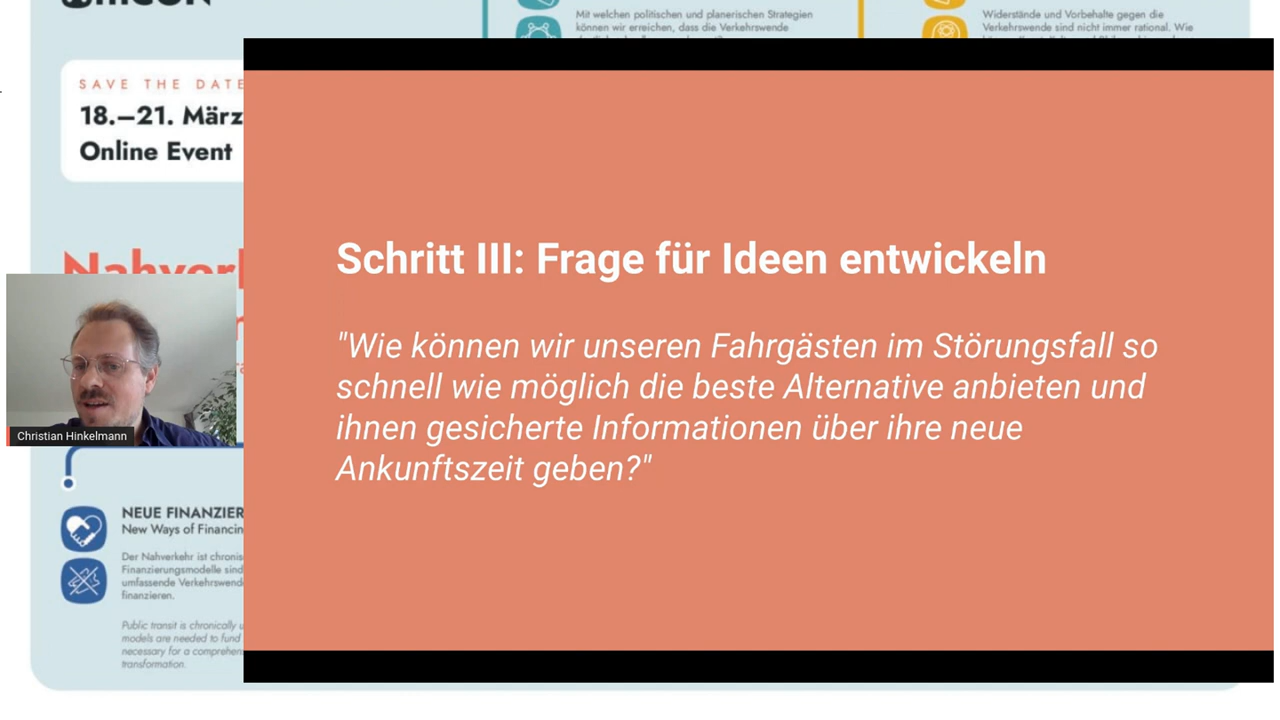 Mit welchen politischen und planerischen Strategien
können wir erreichen, dass die Verkehrswende
Widerstände und Vorbehalte gegen die
Verkehrswende sind nicht immer rational. Wie
SAVE THE DATE
18.–21. März
Online Event
Schritt III: Frage für Ideen entwickeln
"Wie können wir unseren Fahrgästen im Störungsfall so
schnell wie möglich die beste Alternative anbieten und
ihnen gesicherte Informationen über ihre neue
Ankunftszeit geben?"
Christian Hinkelmann
NEUE FINANZIER
New Ways of Financin
Der Nahverkehr ist chronis
Finanzierungsmodelle sind
umfassende Verkehrswend
finanzieren.
Public transit is chronically u
models are needed to fund
necessary for a comprehen
transformation.